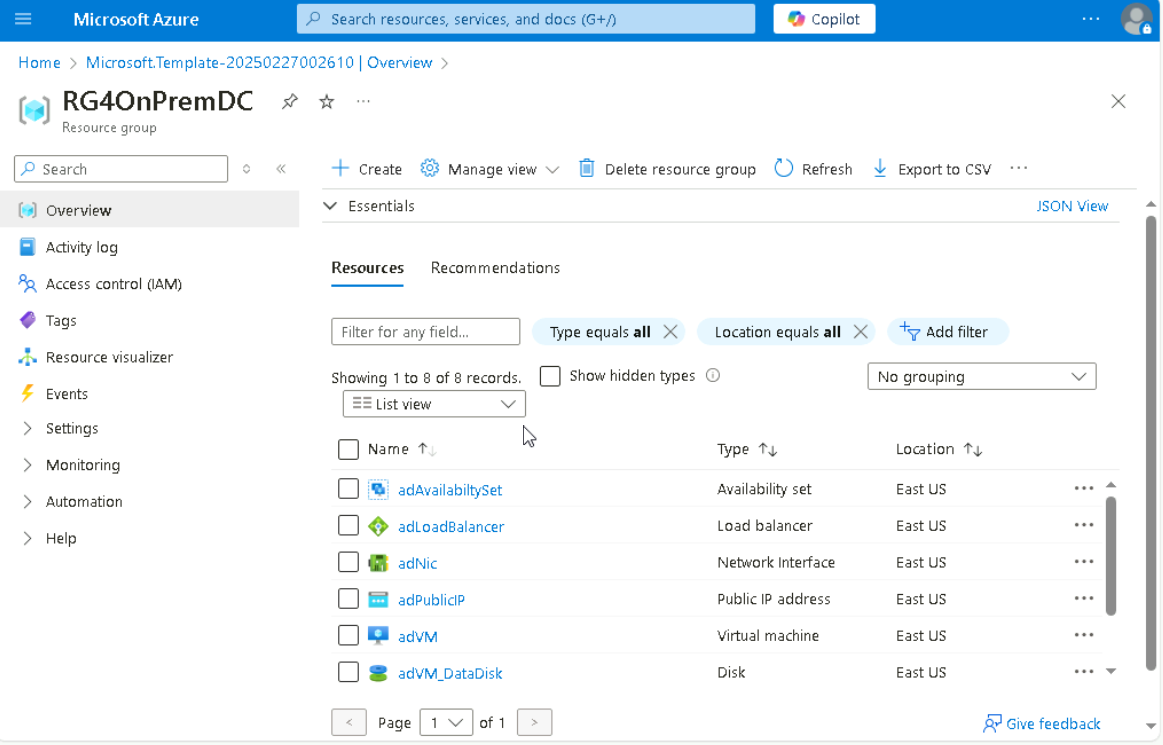 Microsoft Azure
Search resources, services, and docs (G+/)
Copilot
Home > Microsoft.Template-20250227002610 | Overview >
RG4OnPremDC
Resource group
Search
Create
Manage view
Delete resource group
Refresh
Export to CSV
Overview
Activity log
Access control (IAM)
Tags
Resource visualizer
Events
Settings
Monitoring
Automation
Help
Essentials
JSON View
Resources
Recommendations
Filter for any field...
Type equals all
Location equals all
Add filter
Showing 1 to 8 of 8 records.
Show hidden types
No grouping
List view
Name Type Location
adAvailabiltySet Availability set East US
adLoadBalancer Load balancer East US
adNic Network Interface East US
adPublicIP Public IP address East US
adVM Virtual machine East US
adVM_DataDisk Disk East US
< Page 1 of 1 >
Give feedback